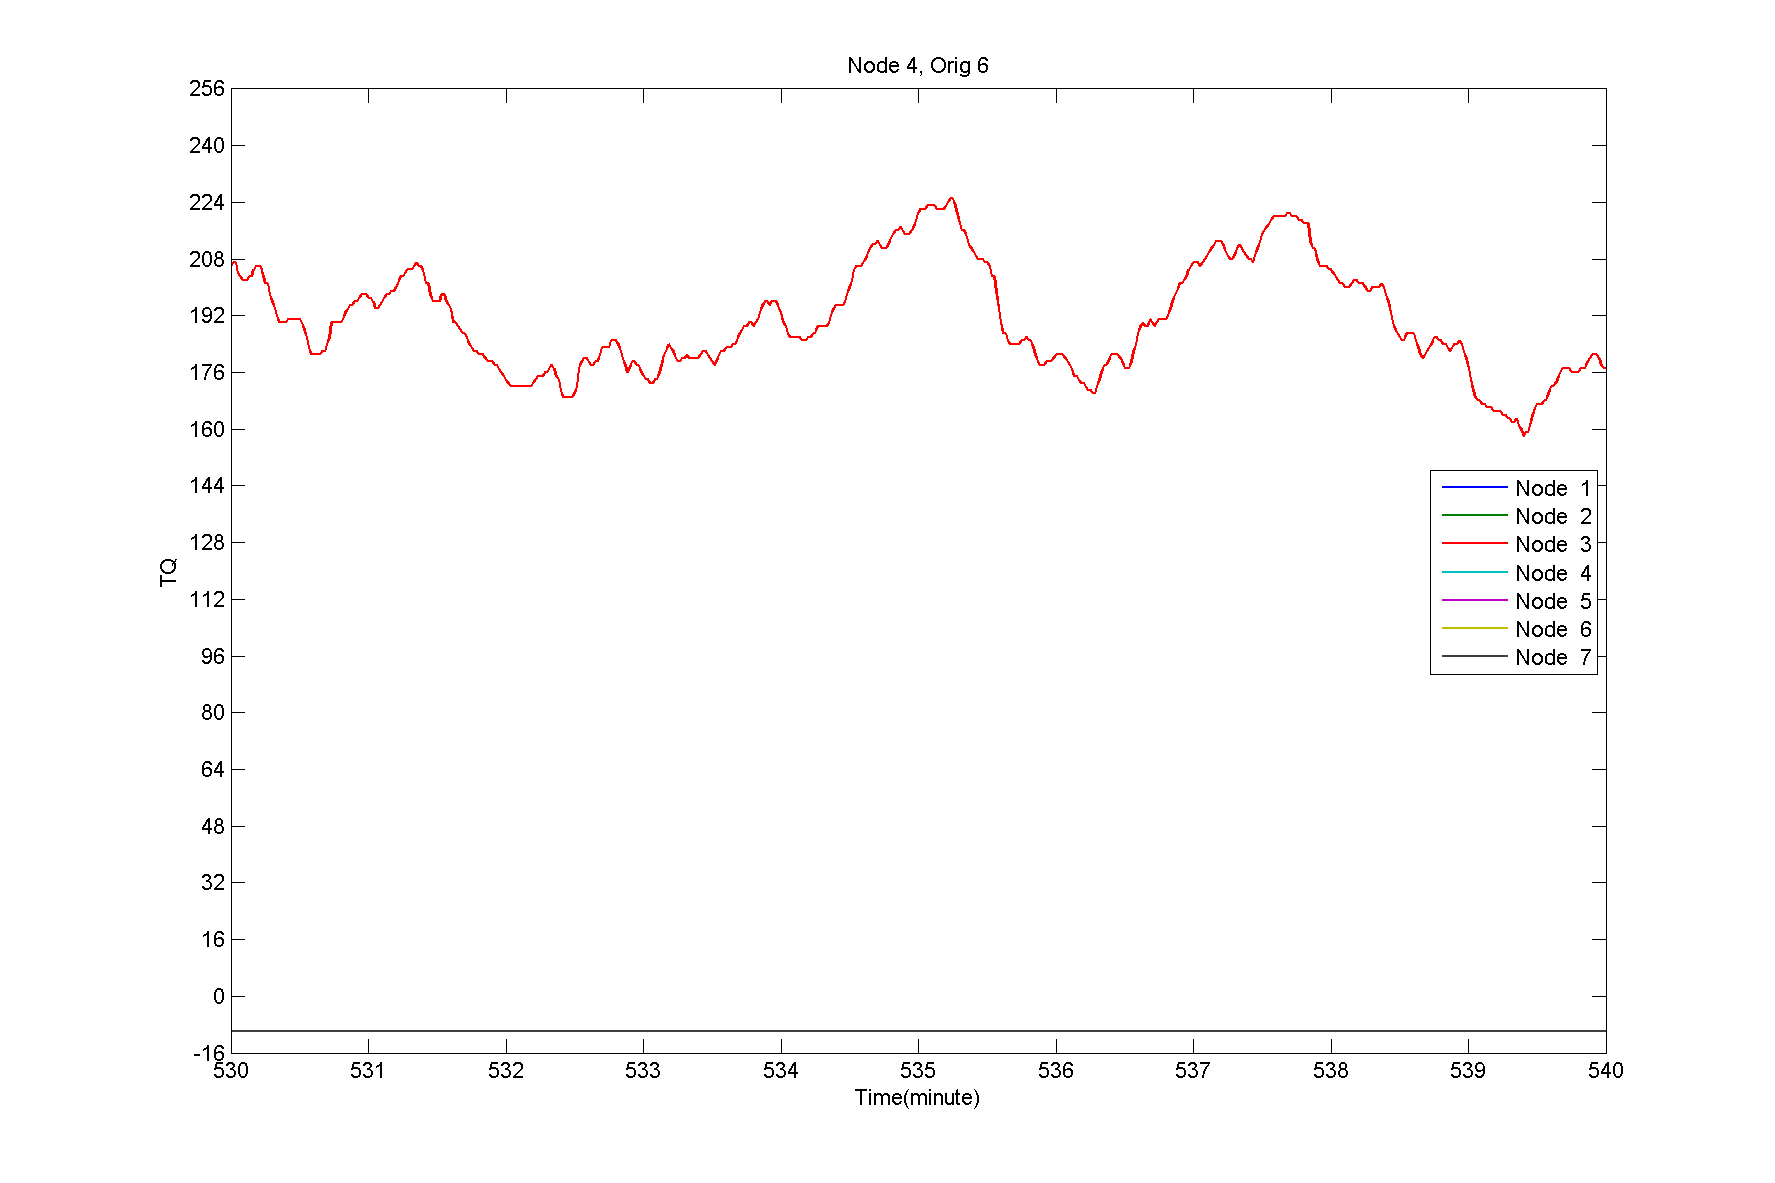 Node 4, Orig 6
256
240
224
208
192
176
160
144
128
112
96
80
64
48
32
16
0
-16
TQ
Node 1
Node 2
Node 3
Node 4
Node 5
Node 6
Node 7
530 531 532 533 534 535 536 537 538 539 540
Time(minute)